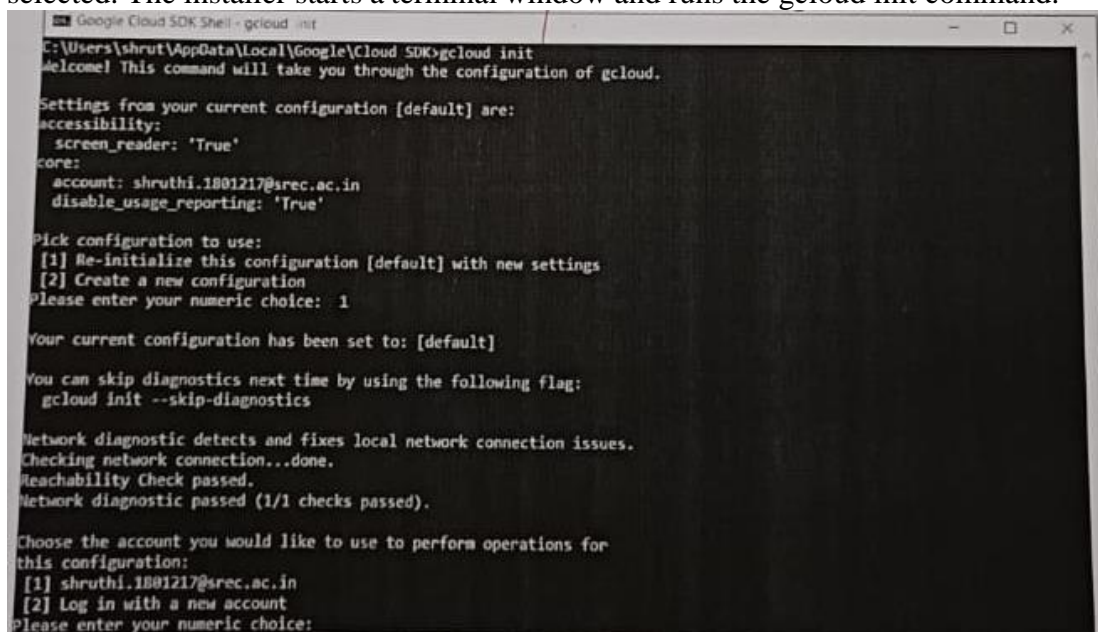 selected. The installer starts a terminal window and runs the gcloud init command.
Google Cloud SDK Shell - gcloud init
C:\Users\shrut\AppData\Local\Google\Cloud SDK>gcloud init
Welcome! This command will take you through the configuration of gcloud.
Settings from your current configuration [default] are:
accessibility:
screen_reader: 'True'
core:
account: shruthi.1801217@srec.ac.in
disable_usage_reporting: 'True'
Pick configuration to use:
[1] Re-initialize this configuration [default] with new settings
[2] Create a new configuration
Please enter your numeric choice: 1
Your current configuration has been set to: [default]
You can skip diagnostics next time by using the following flag:
gcloud init --skip-diagnostics
Network diagnostic detects and fixes local network connection issues.
Checking network connection...done.
Reachability Check passed.
Network diagnostic passed (1/1 checks passed).
Choose the account you would like to use to perform operations for
this configuration:
[1] shruthi.1801217@srec.ac.in
[2] Log in with a new account
Please enter your numeric choice: